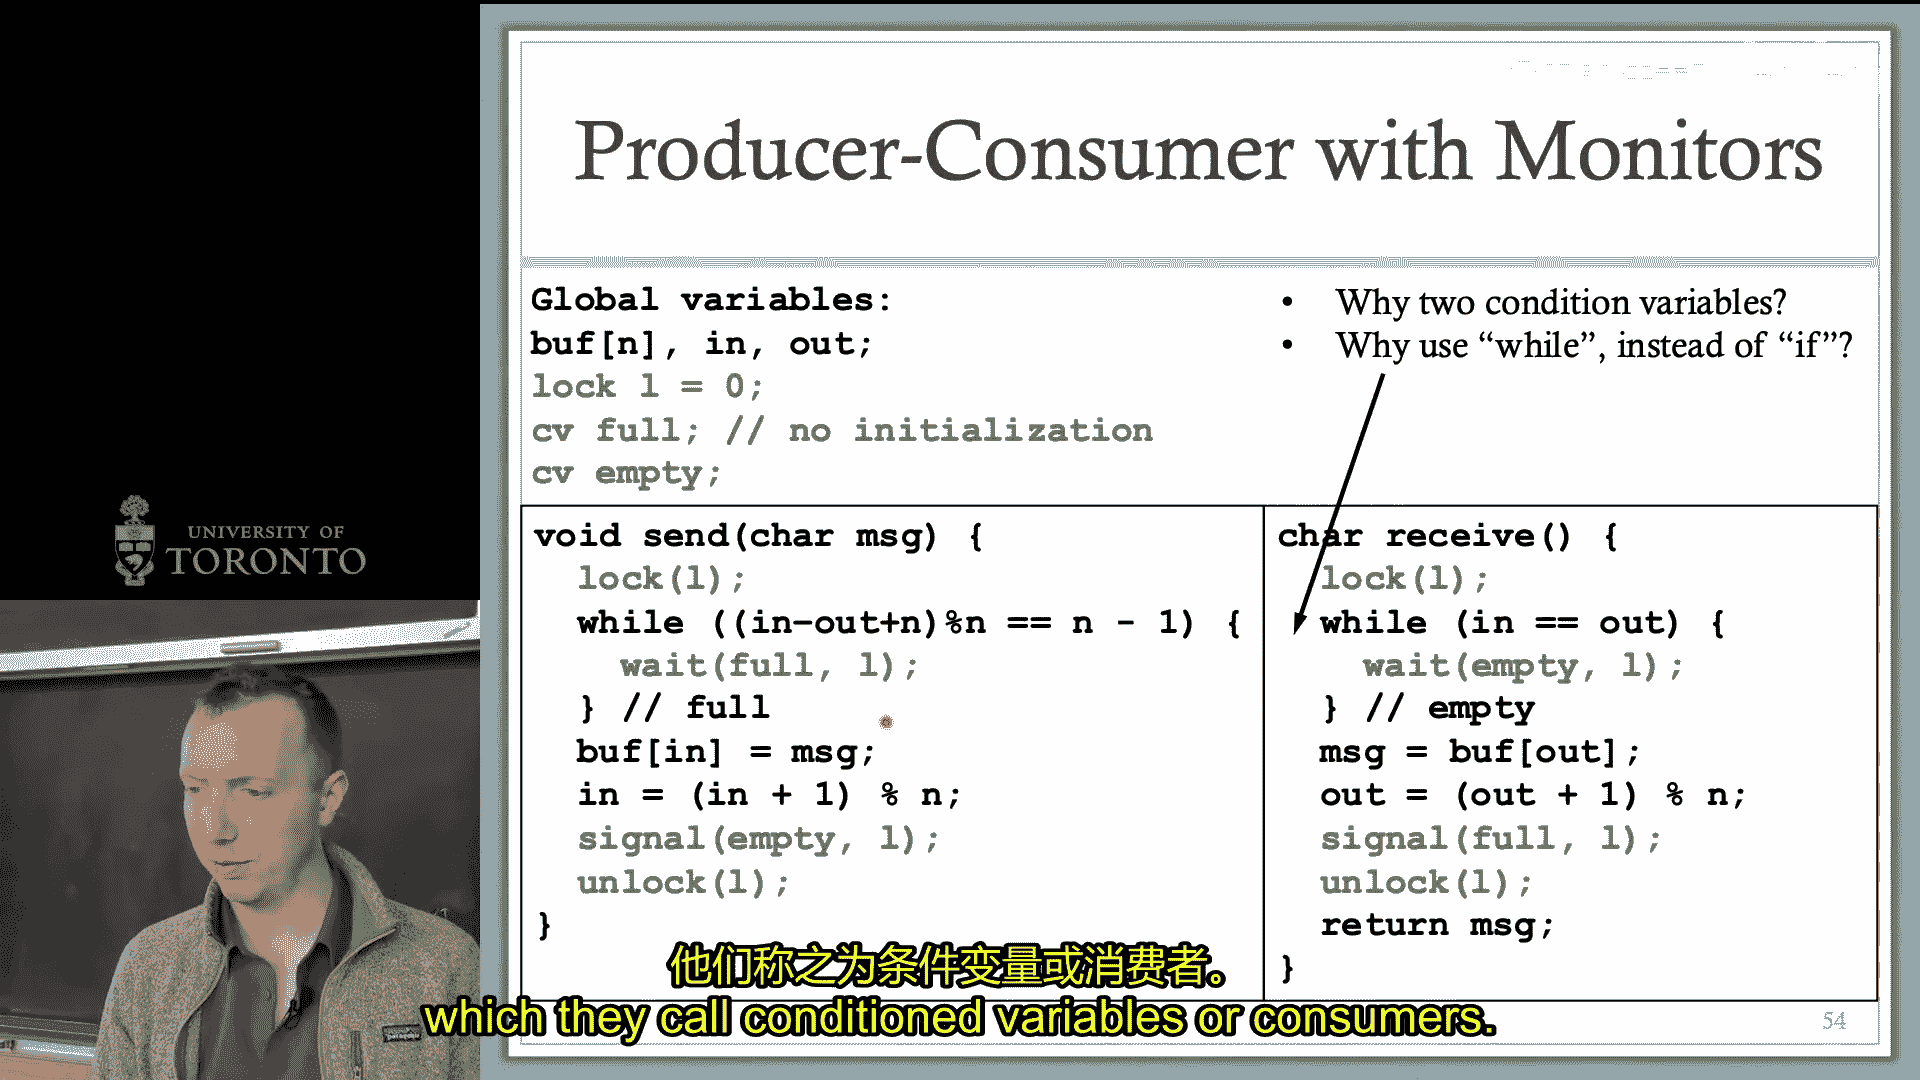 Producer-Consumer with Monitors
Global variables:
buf[n], in, out;
lock l = 0;
cv full; // no initialization
cv empty;
• Why two condition variables?
• Why use “while”, instead of “if”?
void send(char msg) {
lock(l);
while ((in-out+n)%n == n - 1) {
wait(full, l);
} // full
buf[in] = msg;
in = (in + 1) % n;
signal(empty, l);
unlock(l);
}
char receive() {
lock(l);
while (in == out) {
wait(empty, l);
} // empty
msg = buf[out];
out = (out + 1) % n;
signal(full, l);
unlock(l);
return msg;
}
54
UNIVERSITY OF
TORONTO
他们称之为条件变量或消费者。
which they call conditioned variables or consumers.